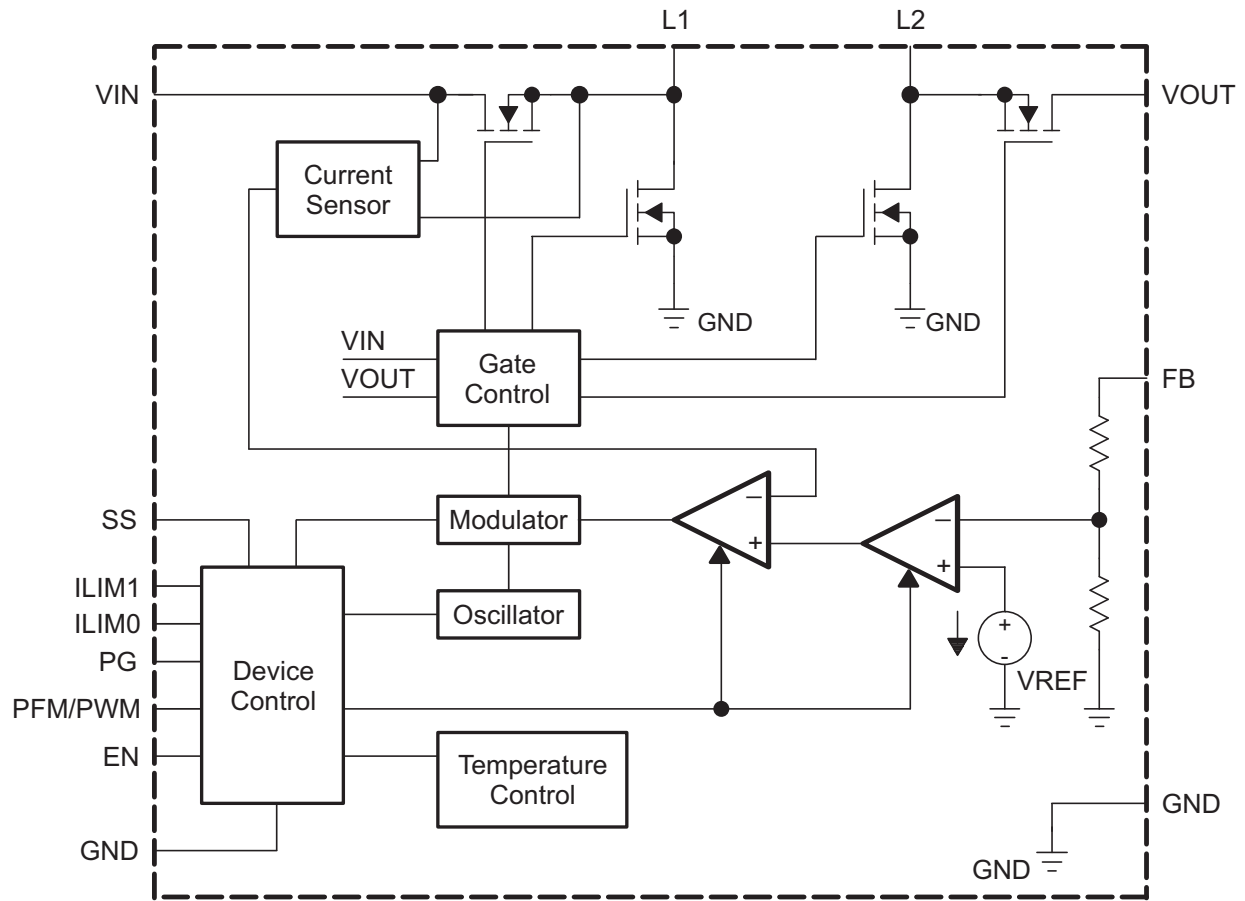 L1
L2
VIN
VOUT
Current
Sensor
GND
GND
VIN
VOUT
Gate
Control
FB
SS
Modulator
–
+
–
+
ILIM1
ILIM0
PG
PFM/PWM
EN
GND
Device
Control
Oscillator
+
-
VREF
Temperature
Control
GND
GND